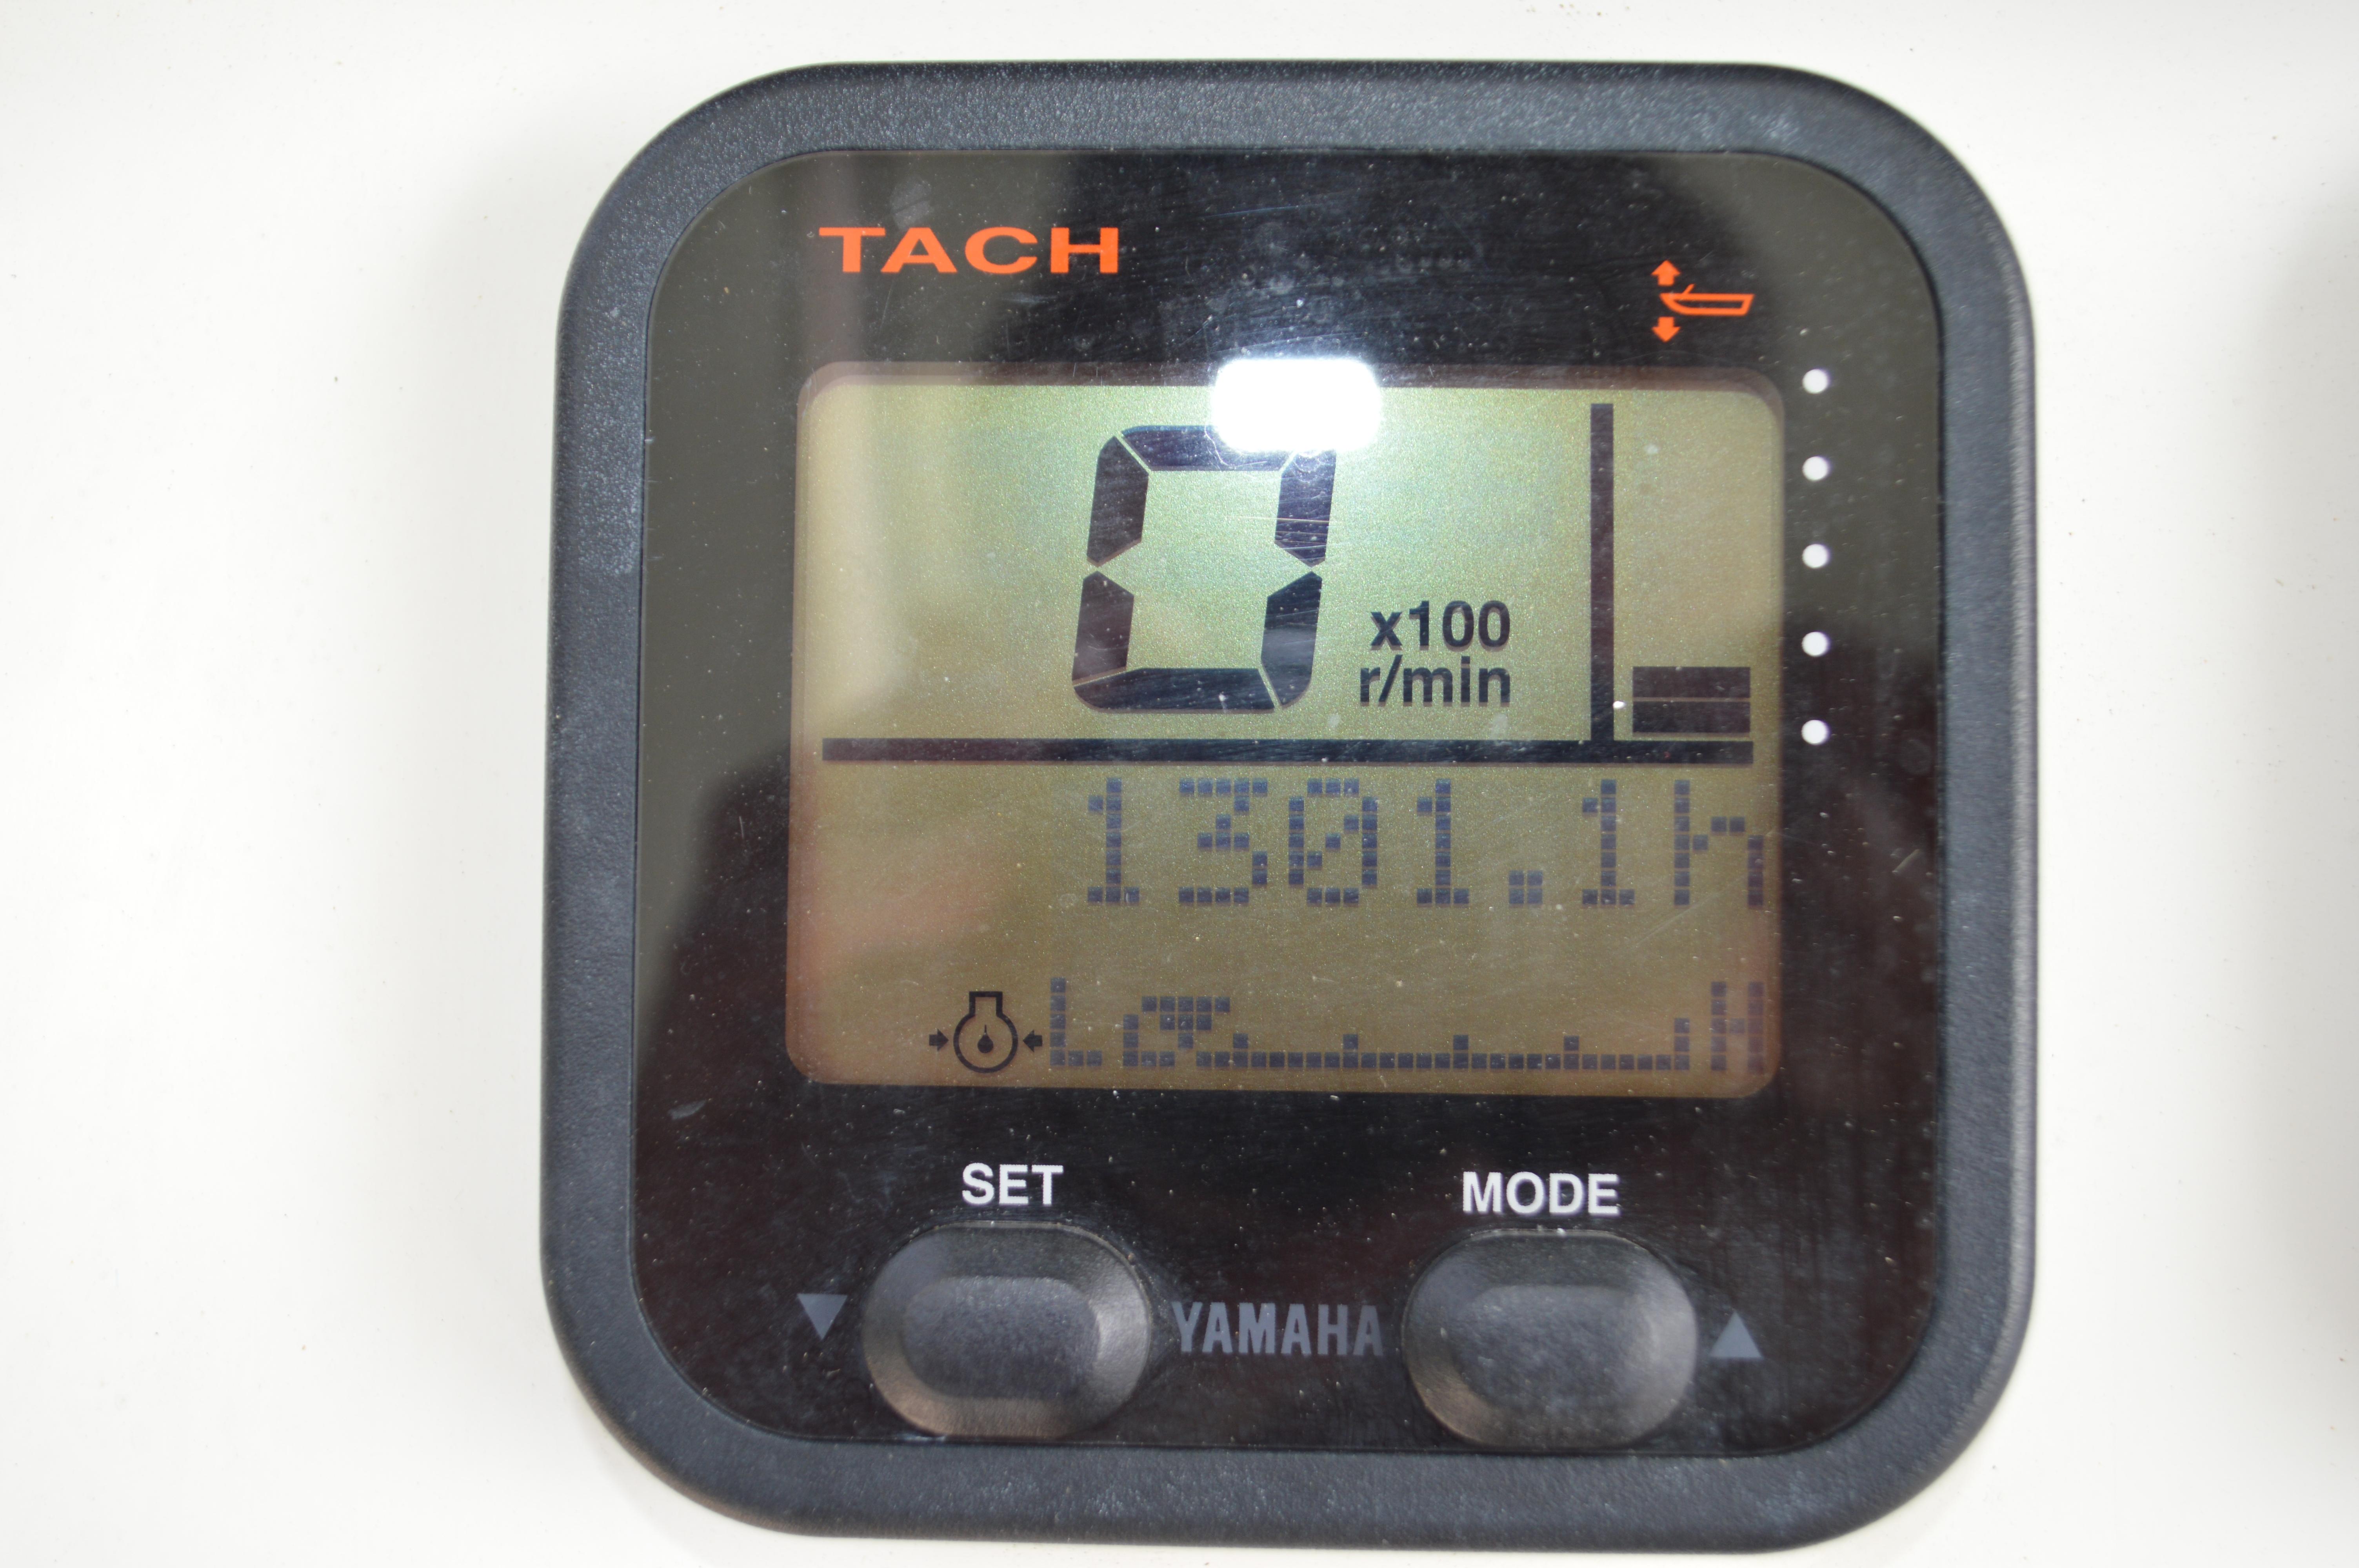 TACH
0
x100
r/min
1301.1h
L H
SET MODE
YAMAHA